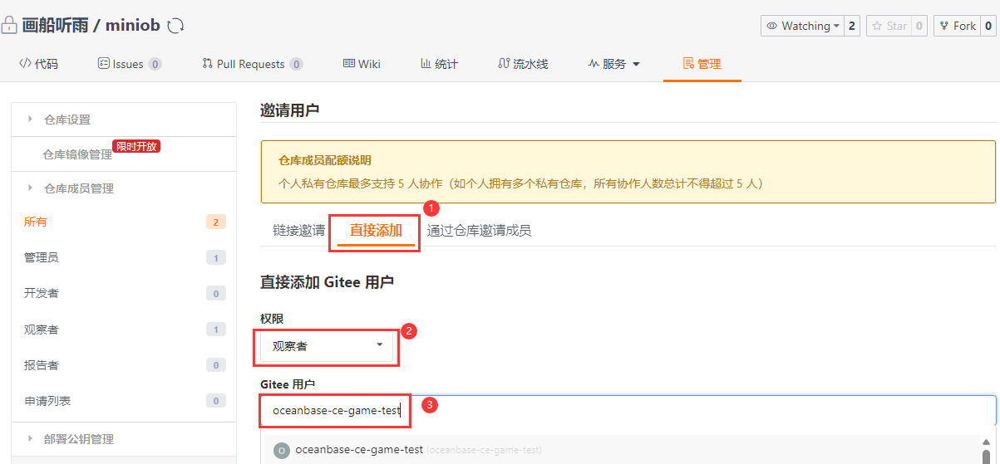 画船听雨 / miniob
Watching 2 Star 0 Fork 0
代码 Issues 0 Pull Requests 0 Wiki 统计 流水线 服务 管理
仓库设置
仓库镜像管理 限时开放
仓库成员管理
所有 2
管理员 1
开发者 0
观察者 1
报告者 0
申请列表 0
部署公钥管理
邀请用户
仓库成员配额说明
个人私有仓库最多支持 5 人协作（如个人拥有多个私有仓库，所有协作人数总计不得超过 5 人）
1
链接邀请 直接添加 通过仓库邀请成员
直接添加 Gitee 用户
权限
观察者 2
Gitee 用户
oceanbase-ce-game-test 3
O oceanbase-ce-game-test (oceanbase-ce-game-test)